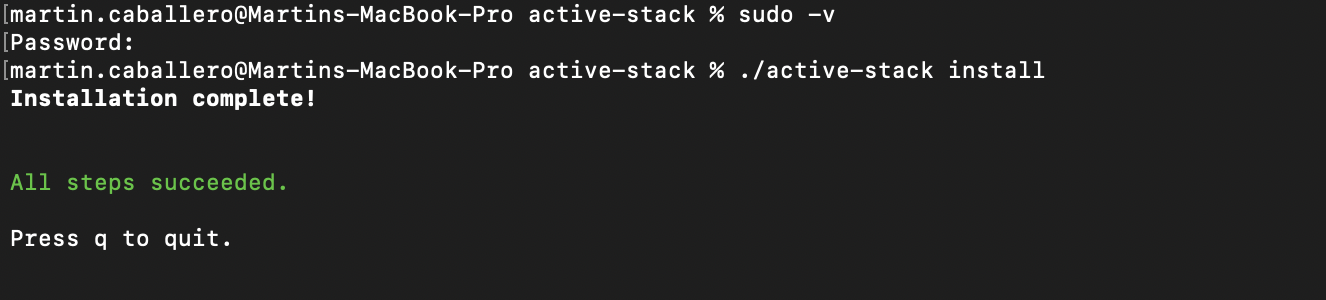 [martin.caballero@Martins-MacBook-Pro active-stack % sudo -v
[Password:
[martin.caballero@Martins-MacBook-Pro active-stack % ./active-stack install
Installation complete!
All steps succeeded.
Press q to quit.